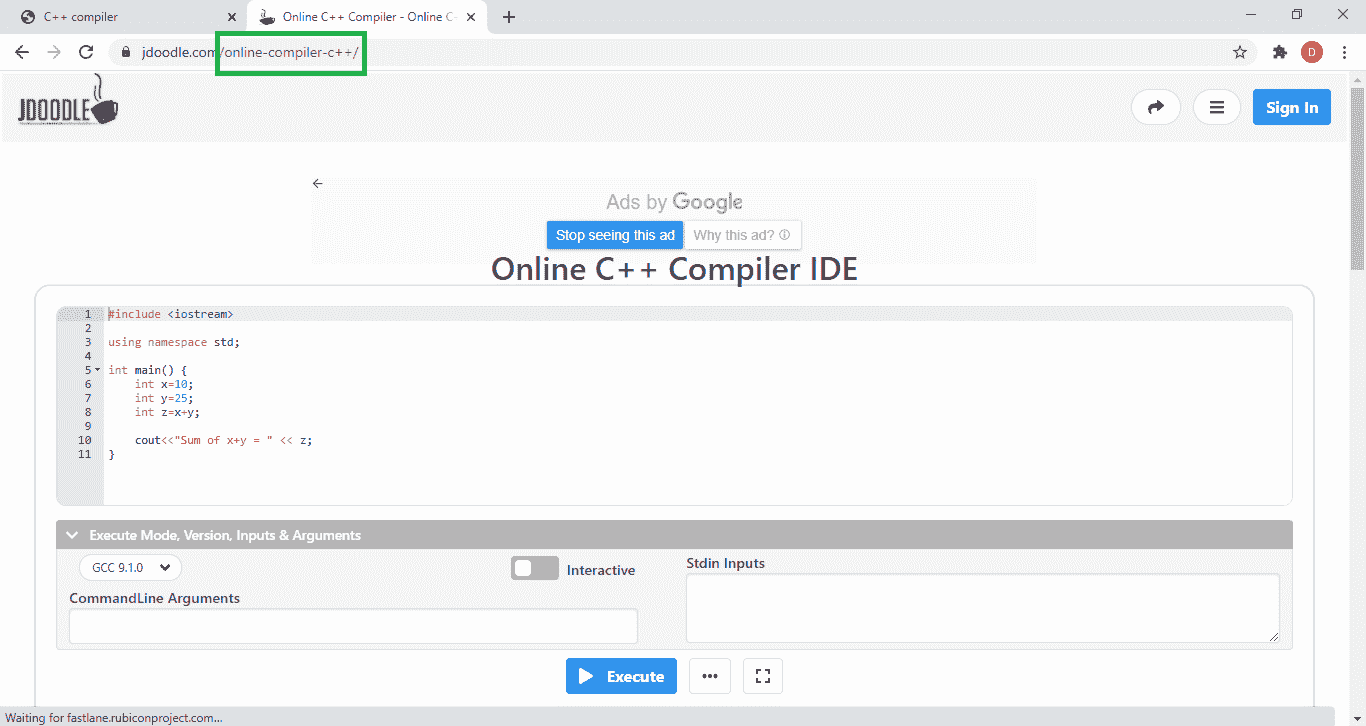 C++ compiler
Online C++ Compiler - Online C
jdoodle.com/online-compiler-c++/
D
JDOODLE
Sign In
Ads by Google
Stop seeing this ad
Why this ad?
Online C++ Compiler IDE
1 #include <iostream>
2
3 using namespace std;
4
5 int main() {
6 int x=10;
7 int y=25;
8 int z=x+y;
9
10 cout<<"Sum of x+y = " << z;
11 }
Execute Mode, Version, Inputs & Arguments
GCC 9.1.0
Interactive
Stdin Inputs
CommandLine Arguments
Execute
Waiting for fastlane.rubiconproject.com...